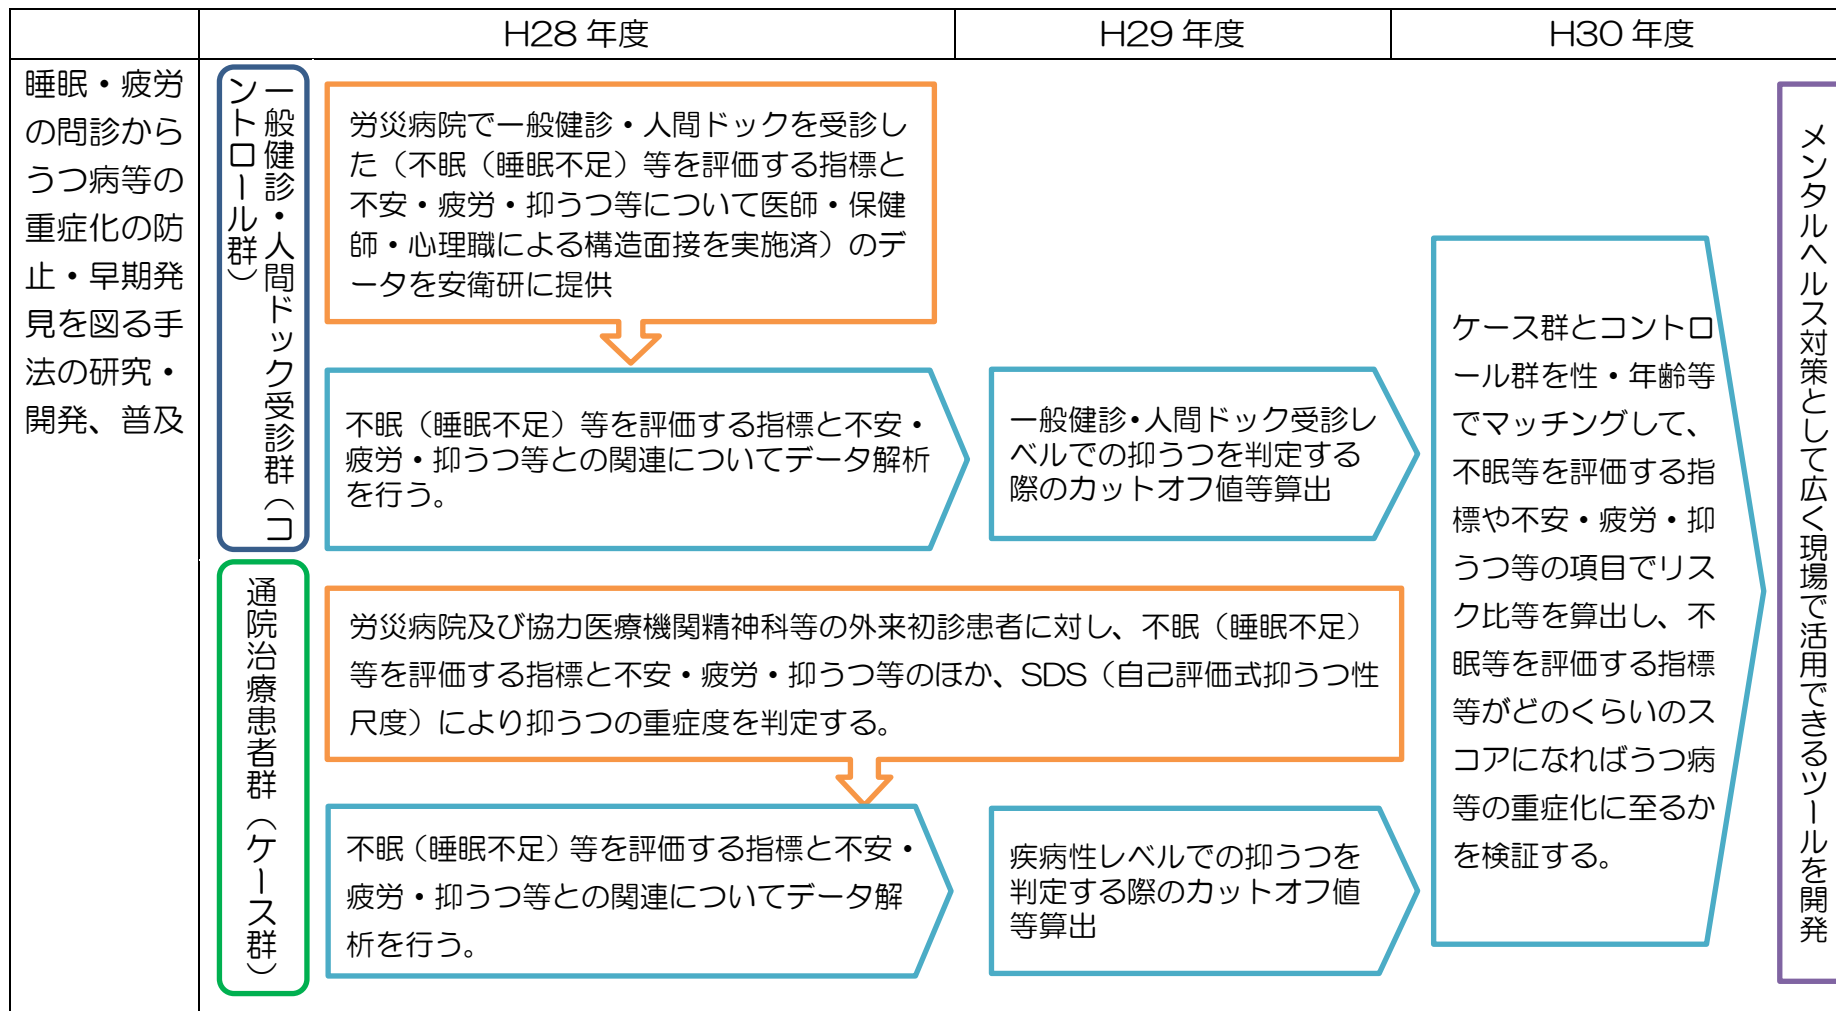 H28 年度
H29 年度
H30 年度
睡眠・疲労
の問診から
うつ病等の
重症化の防
止・早期発
見を図る手
法の研究・
開発、普及
一般健診・人間ドック受診群（コ
ントロール群）
労災病院で一般健診・人間ドックを受診し
た（不眠（睡眠不足）等を評価する指標と
不安・疲労・抑うつ等について医師・保健
師・心理職による構造面接を実施済）のデ
ータを安衛研に提供
不眠（睡眠不足）等を評価する指標と不安・
疲労・抑うつ等との関連についてデータ解析
を行う。
一般健診・人間ドック受診レ
ベルでの抑うつを判定する
際のカットオフ値等算出
通院治療患者群（ケース群）
労災病院及び協力医療機関精神科等の外来初診患者に対し、不眠（睡眠不足）
等を評価する指標と不安・疲労・抑うつ等のほか、SDS（自己評価式抑うつ性
尺度）により抑うつの重症度を判定する。
不眠（睡眠不足）等を評価する指標と不安・
疲労・抑うつ等との関連についてデータ解
析を行う。
疾病性レベルでの抑うつを
判定する際のカットオフ値
等算出
ケース群とコントロ
ール群を性・年齢等
でマッチングして、
不眠等を評価する指
標や不安・疲労・抑
うつ等の項目でリス
ク比等を算出し、不
眠等を評価する指標
等がどのくらいのス
コアになればうつ病
等の重症化に至るか
を検証する。
メンタルヘルス対策として広く現場で活用できるツールを開発